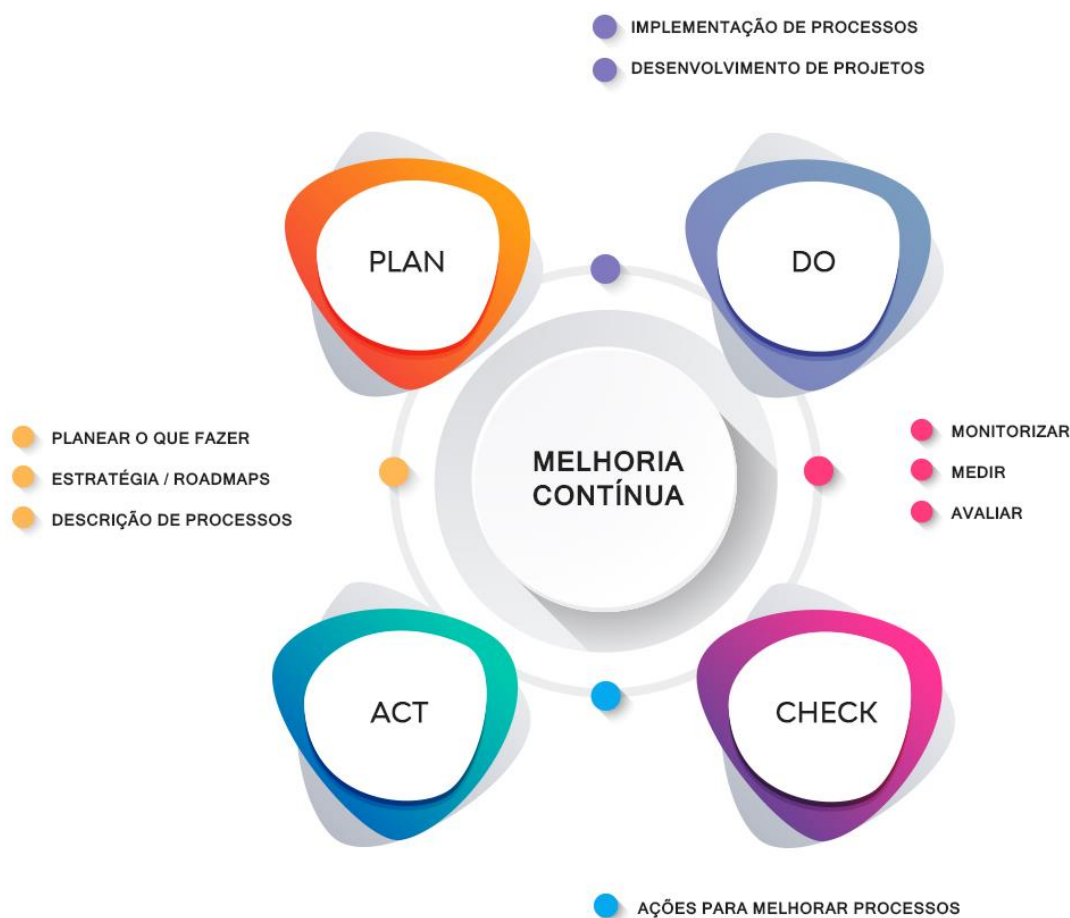 IMPLEMENTAÇÃO DE PROCESSOS
DESENVOLVIMENTO DE PROJETOS
PLAN
DO
PLANEAR O QUE FAZER
ESTRATÉGIA / ROADMAPS
DESCRIÇÃO DE PROCESSOS
MELHORIA
CONTÍNUA
MONITORIZAR
MEDIR
AVALIAR
ACT
CHECK
AÇÕES PARA MELHORAR PROCESSOS